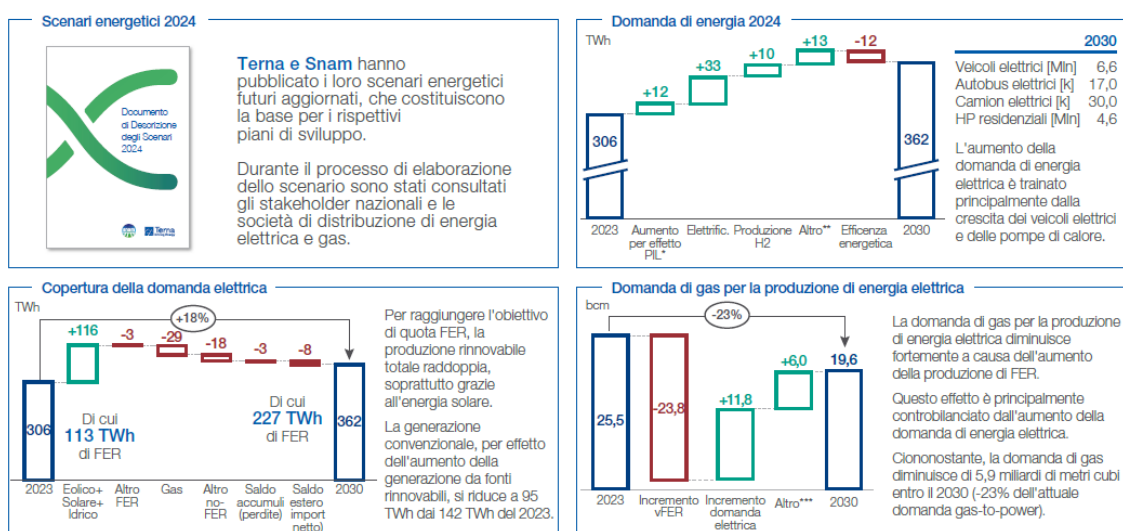 Scenari energetici 2024
Documento
di Descrizione
degli Scenari
2024
Terna
Terna e Snam hanno
pubblicato i loro scenari energetici
futuri aggiornati, che costituiscono
la base per i rispettivi
piani di sviluppo.
Durante il processo di elaborazione
dello scenario sono stati consultati
gli stakeholder nazionali e le
società di distribuzione di energia
elettrica e gas.
Domanda di energia 2024
TWh
+12
+33
+10
+13
-12
306
362
2023
Aumento
per effetto
PIL*
Elettrific.
Produzione
H2
Altro**
Efficenza
energetica
2030
2030
Veicoli elettrici [Mln] 6,6
Autobus elettrici [k] 17,0
Camion elettrici [k] 30,0
HP residenziali [Mln] 4,6
L'aumento della
domanda di energia
elettrica è trainato
principalmente dalla
crescita dei veicoli elettrici
e delle pompe di calore.
Copertura della domanda elettrica
TWh
+18%
+116
-3
-29
-18
-3
-8
306
Di cui
113 TWh
di FER
Di cui
227 TWh
di FER
362
2023
Eolico+
Solare+
Idrico
Altro
FER
Gas
Altro
no-
FER
Saldo
accumuli
(perdite)
Saldo
estero
import
netto)
2030
Per raggiungere l'obiettivo
di quota FER, la
produzione rinnovabile
totale raddoppia,
soprattutto grazie
all'energia solare.
La generazione
convenzionale, per effetto
dell'aumento della
generazione da fonti
rinnovabili, si riduce a 95
TWh dai 142 TWh del 2023.
Domanda di gas per la produzione di energia elettrica
bcm
-23%
25,5
-23,8
+11,8
+6,0
19,6
2023
Incremento
vFER
Incremento
domanda
elettrica
Altro***
2030
La domanda di gas per la produzione
di energia elettrica diminuisce
fortemente a causa dell'aumento
della produzione di FER.
Questo effetto è principalmente
controbilanciato dall'aumento della
domanda di energia elettrica.
Ciononostante, la domanda di gas
diminuisce di 5,9 miliardi di metri cubi
entro il 2030 (-23% dell'attuale
domanda gas-to-power).